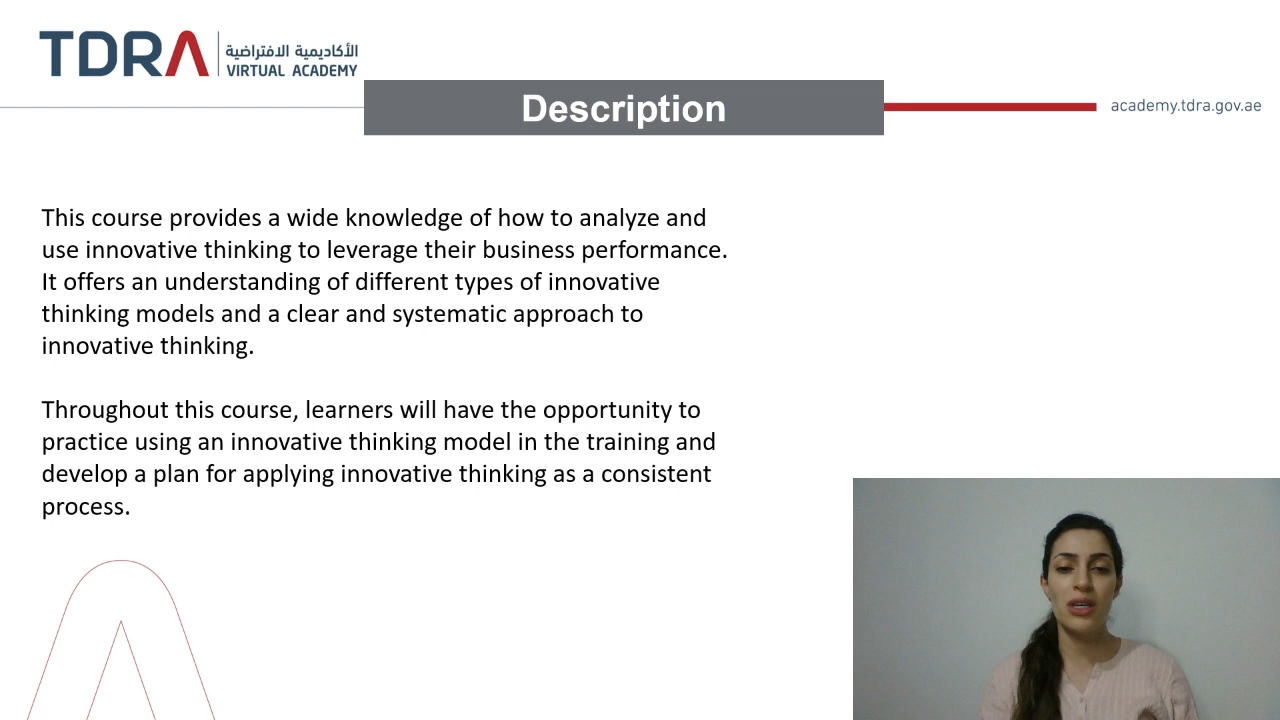 TDRA
الأكاديمية الافتراضية
VIRTUAL ACADEMY
Description
academy.tdra.gov.ae
This course provides a wide knowledge of how to analyze and
use innovative thinking to leverage their business performance.
It offers an understanding of different types of innovative
thinking models and a clear and systematic approach to
innovative thinking.
Throughout this course, learners will have the opportunity to
practice using an innovative thinking model in the training and
develop a plan for applying innovative thinking as a consistent
process.